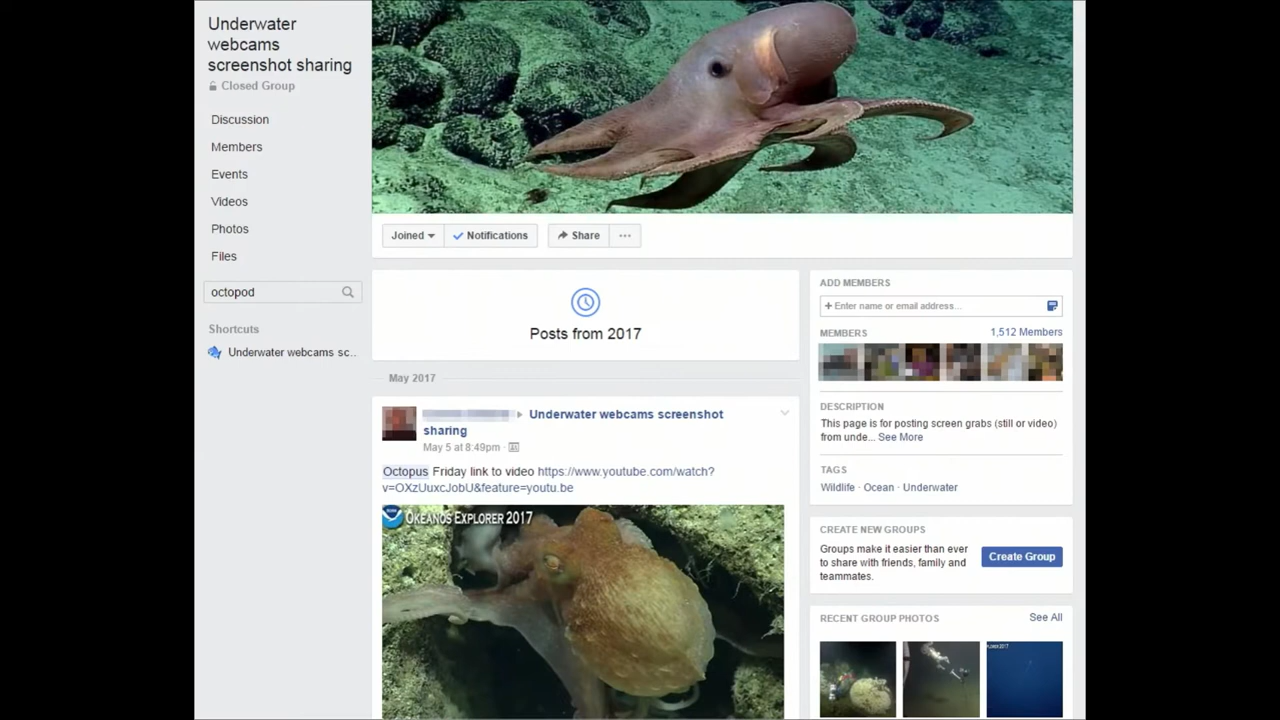 Underwater
webcams
screenshot sharing
Closed Group
Discussion
Members
Events
Videos
Photos
Files
octopod
Shortcuts
Underwater webcams sc...
Joined
Notifications
Share
...
Posts from 2017
May 2017
Underwater webcams screenshot
sharing
May 5 at 8:49pm ·
Octopus Friday link to video https://www.youtube.com/watch?
v=OXzUuxcJobU&feature=youtu.be
OKEANOS EXPLORER 2017
ADD MEMBERS
+ Enter name or email address...
MEMBERS
1,512 Members
DESCRIPTION
This page is for posting screen grabs (still or video)
from unde... See More
TAGS
Wildlife · Ocean · Underwater
CREATE NEW GROUPS
Groups make it easier than ever
to share with friends, family and
teammates.
Create Group
RECENT GROUP PHOTOS
See All